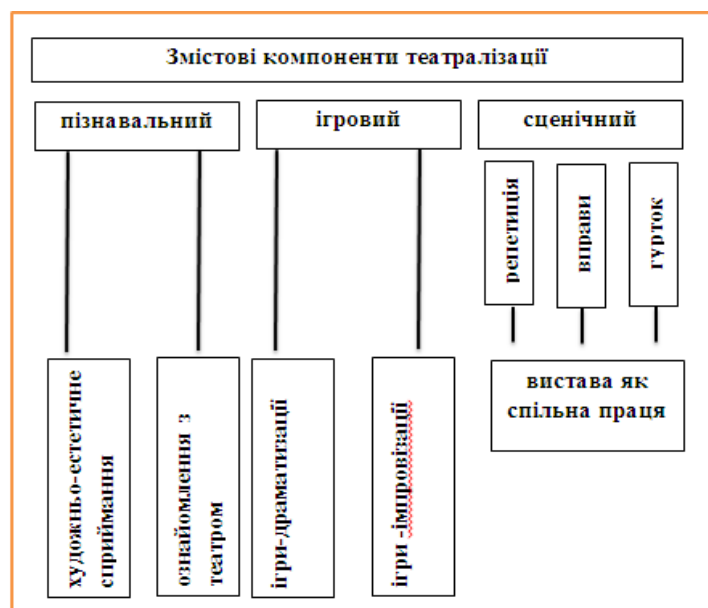 Змістові компоненти театралізації
пізнавальний
ігровий
сценічний
репетиція
вправи
гурток
художньо-естетичне
сприймання
ознайомлення з
театром
ігри-драматизації
ігри -імпровізації
вистава як
спільна праця